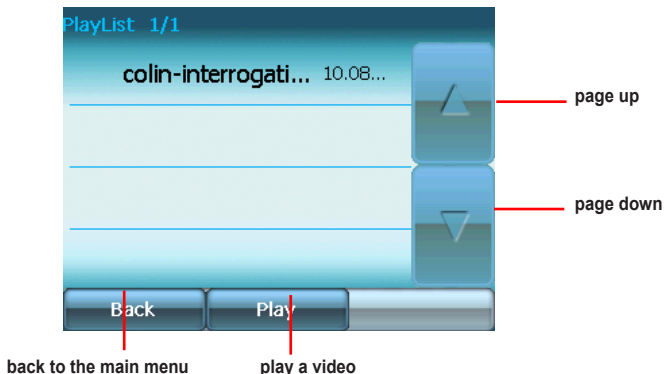 PlayList 1/1
colin-interrogati... 10.08...
page up
page down
Back Play
back to the main menu play a video